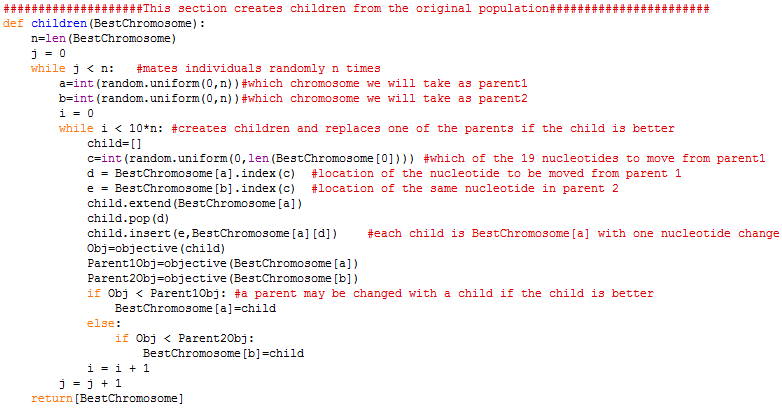 #####################This section creates children from the original population########################
def children(BestChromosome):
    n=len(BestChromosome)
    j = 0
    while j < n:   #mates individuals randomly n times
        a=int(random.uniform(0,n))#which chromosome we will take as parent1
        b=int(random.uniform(0,n))#which chromosome we will take as parent2
        i = 0
        while i < 10*n: #creates children and replaces one of the parents if the child is better
            child=[]
            c=int(random.uniform(0,len(BestChromosome[0]))) #which of the 19 nucleotides to move from parent1
            d = BestChromosome[a].index(c)  #location of the nucleotide to be moved from parent 1
            e = BestChromosome[b].index(c)  #location of the same nucleotide in parent 2
            child.extend(BestChromosome[a])
            child.pop(d)
            child.insert(e,BestChromosome[a][d])    #each child is BestChromosome[a] with one nucleotide change
            Obj=objective(child)
            Parent1Obj=objective(BestChromosome[a])
            Parent2Obj=objective(BestChromosome[b])
            if Obj < Parent1Obj: #a parent may be changed with a child if the child is better
                BestChromosome[a]=child
            else:
                if Obj < Parent2Obj:
                    BestChromosome[b]=child
            i = i + 1
        j = j + 1
    return[BestChromosome]